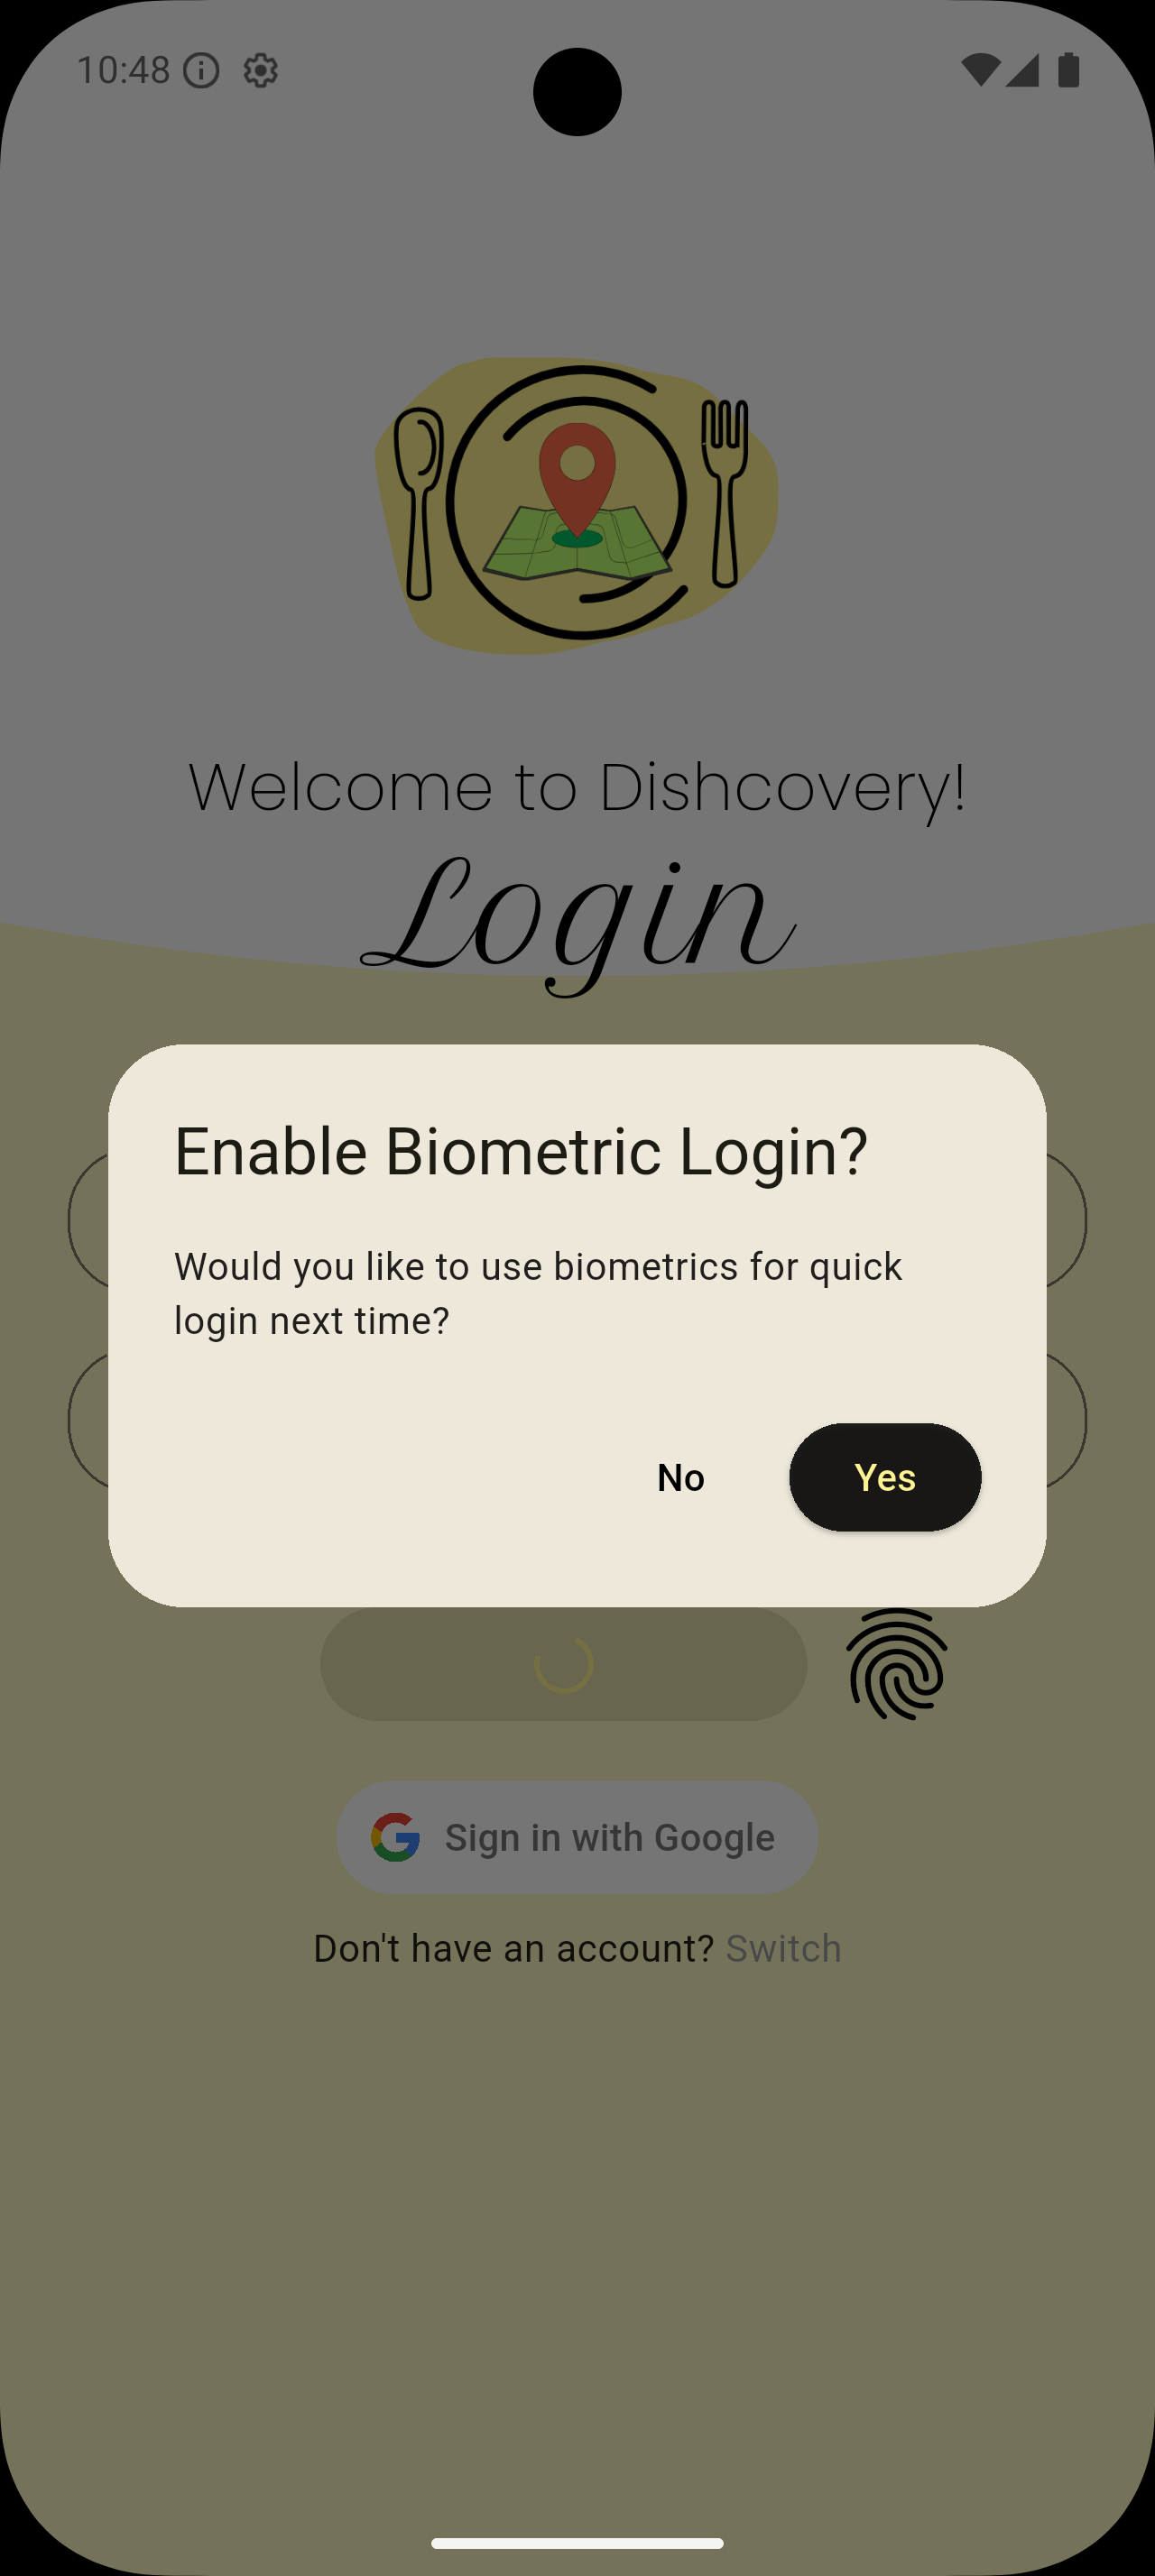 10:48
Welcome to Dishcovery!
Login
Enable Biometric Login?
Would you like to use biometrics for quick
login next time?
No
Yes
Sign in with Google
Don't have an account? Switch